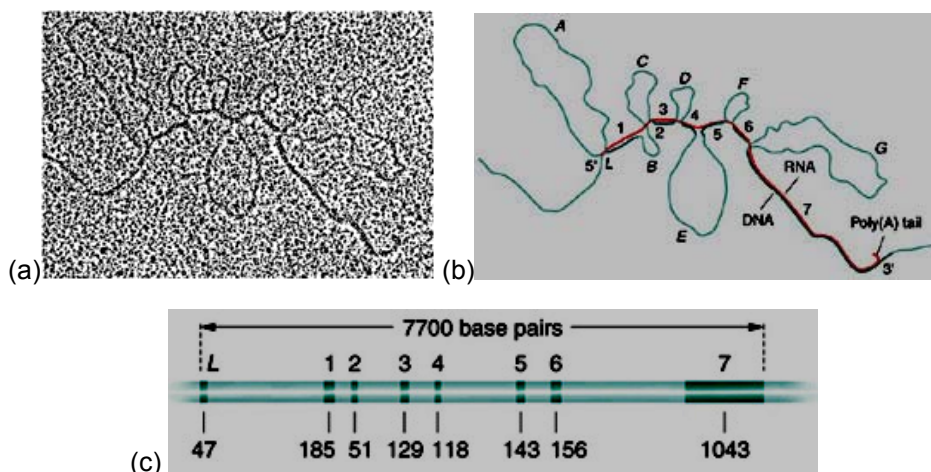 (a)
(b)
A
C
D
F
3
4
1
2
5
6
5'
L
B
G
E
RNA
DNA
7
Poly(A) tail
3'
(c)
7700 base pairs
L 1 2 3 4 5 6 7
47 185 51 129 118 143 156 1043